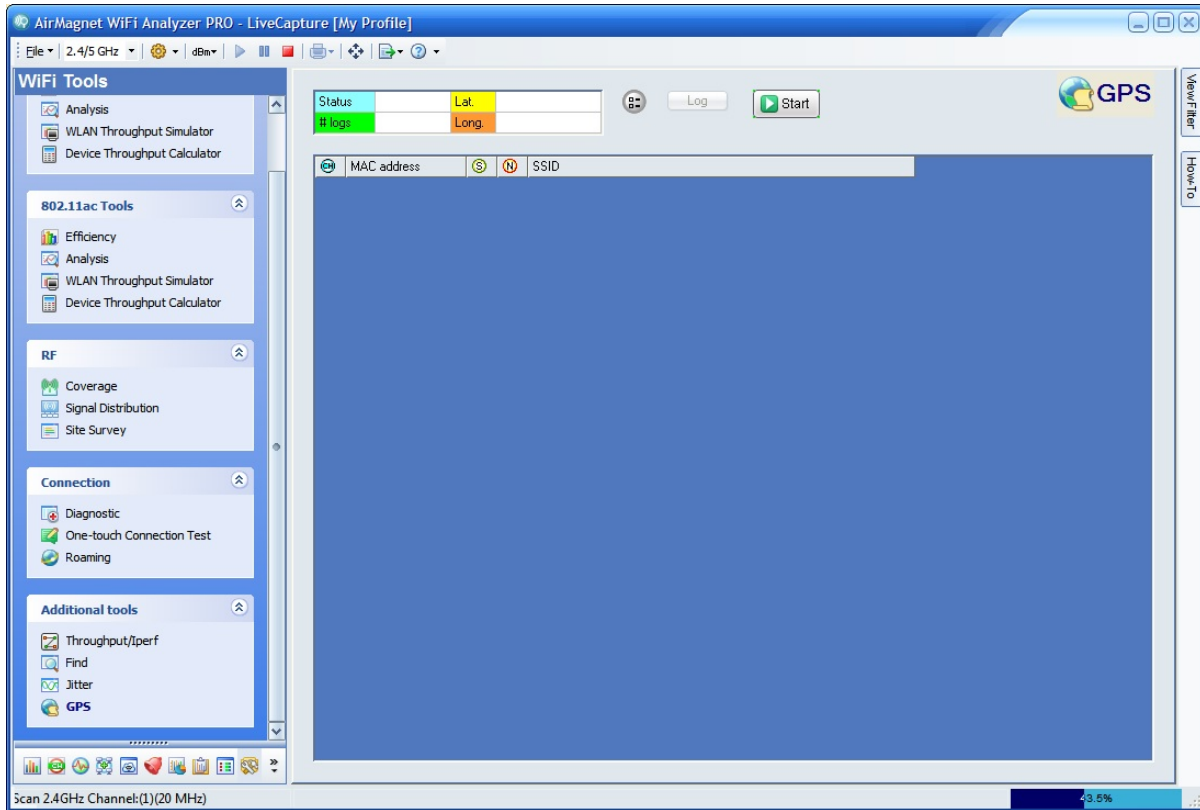 AirMagnet WiFi Analyzer PRO - LiveCapture [My Profile]
File 2.4/5 GHz dBm
WiFi Tools
Analysis
WLAN Throughput Simulator
Device Throughput Calculator
802.11ac Tools
Efficiency
Analysis
WLAN Throughput Simulator
Device Throughput Calculator
RF
Coverage
Signal Distribution
Site Survey
Connection
Diagnostic
One-touch Connection Test
Roaming
Additional tools
Throughput/Iperf
Find
Jitter
GPS
Status Lat.
# logs Long.
Log
Start
GPS
CH MAC address S N SSID
ViewFilter
How-To
Scan 2.4GHz Channel:(1)(20 MHz)
43.5%